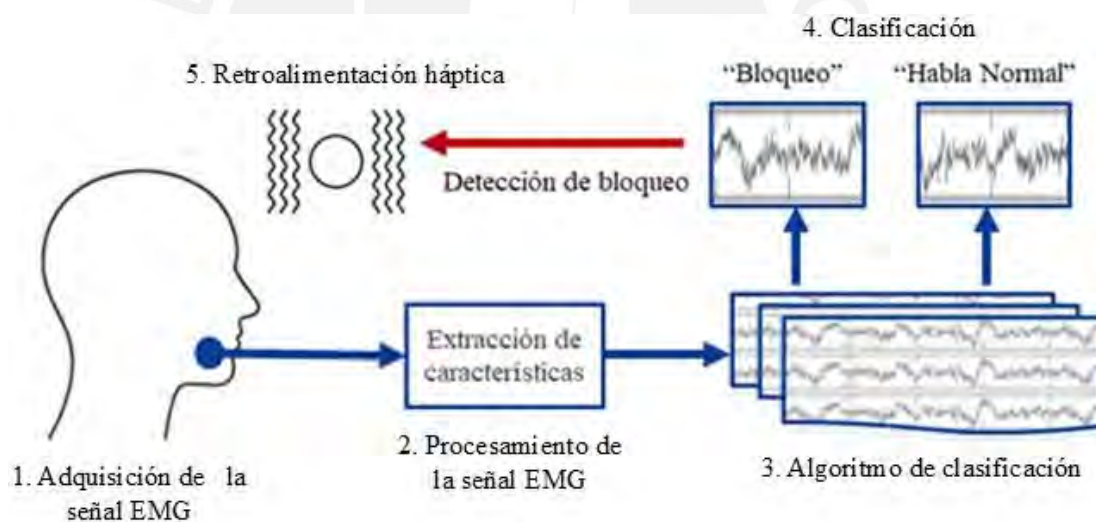 4. Clasificación
5. Retroalimentación háptica
“Bloqueo”
“Habla Normal”
Detección de bloqueo
Extracción de
características
1. Adquisición de la
señal EMG
2. Procesamiento de
la señal EMG
3. Algoritmo de clasificación